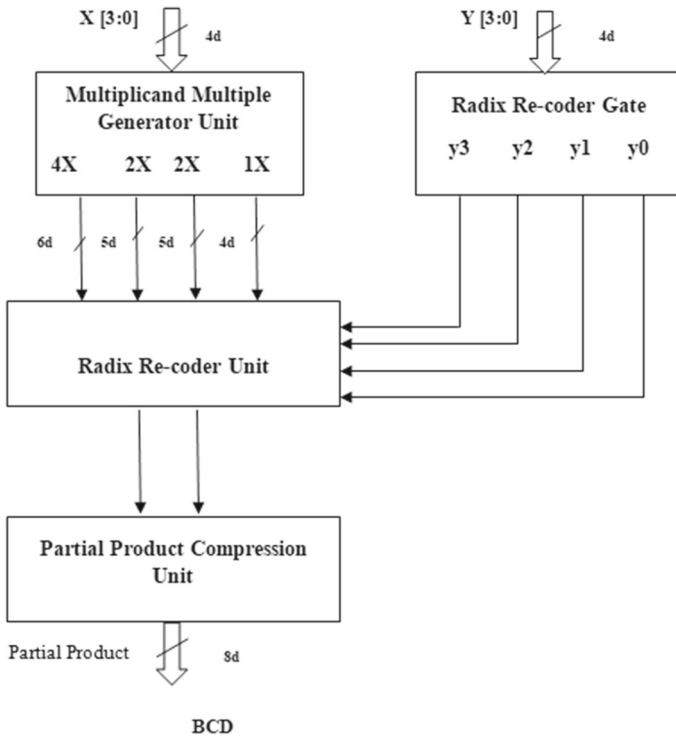 X [3:0]
4d
Y [3:0]
4d
Multiplicand Multiple
Generator Unit
4X 2X 2X 1X
Radix Re-coder Gate
y3 y2 y1 y0
6d 5d 5d 4d
Radix Re-coder Unit
Partial Product Compression
Unit
Partial Product
8d
BCD